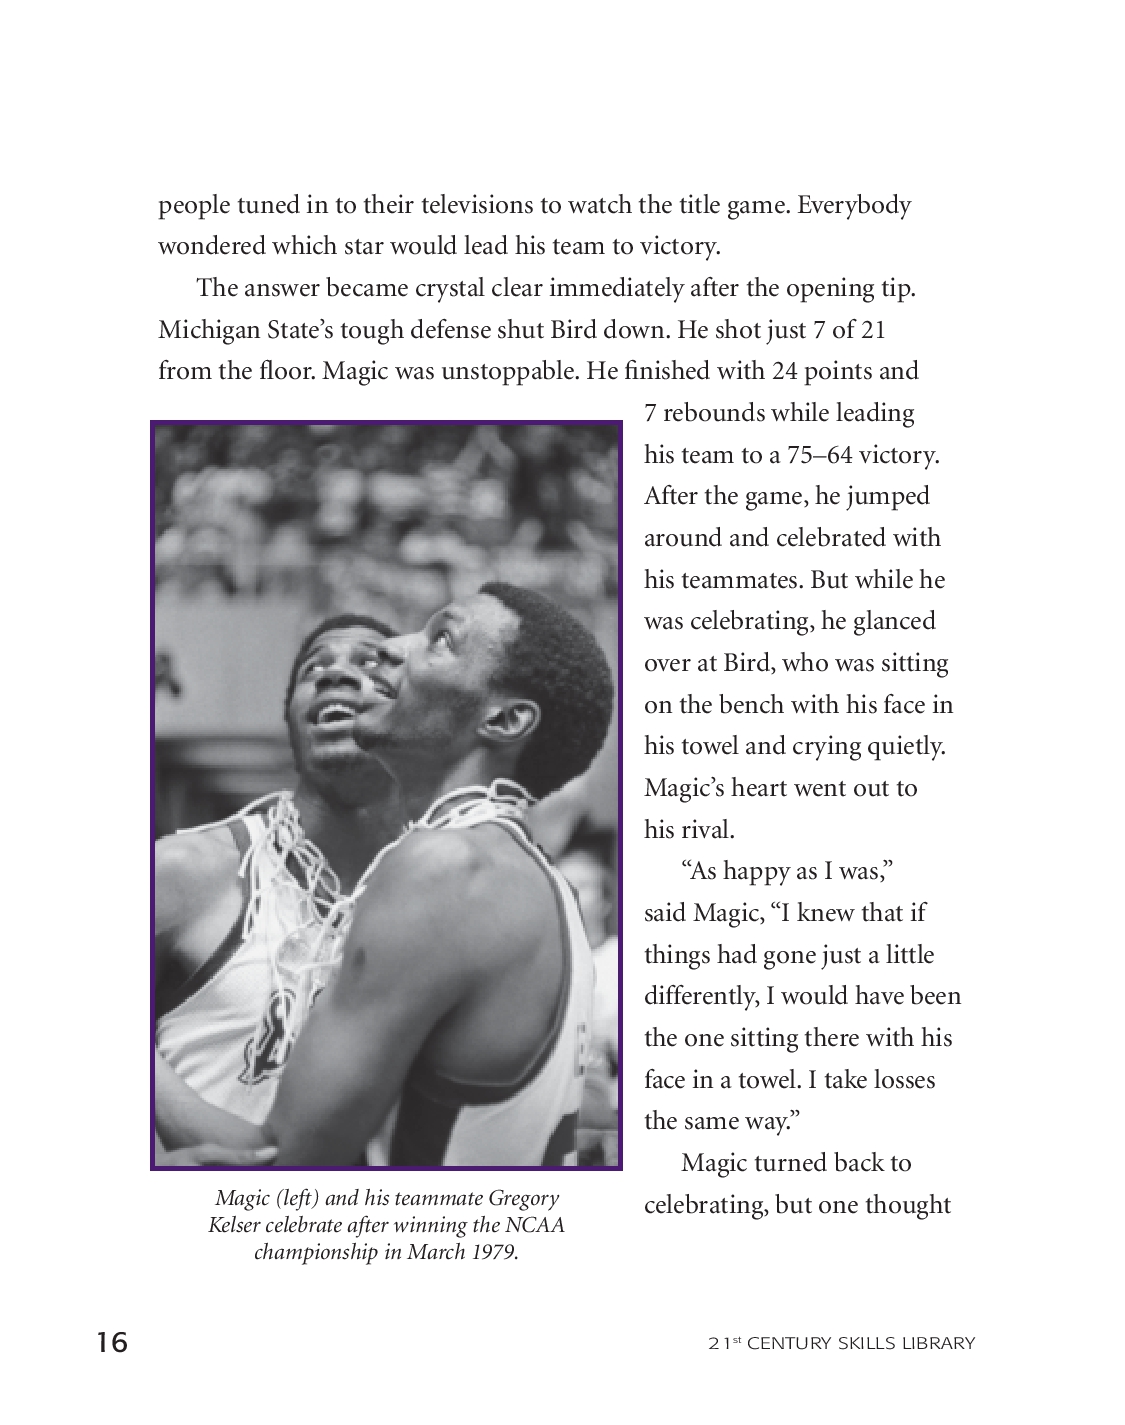 people tuned in to their televisions to watch the title game. Everybody
wondered which star would lead his team to victory.
The answer became crystal clear immediately after the opening tip.
Michigan State’s tough defense shut Bird down. He shot just 7 of 21
from the floor. Magic was unstoppable. He finished with 24 points and
7 rebounds while leading
his team to a 75–64 victory.
After the game, he jumped
around and celebrated with
his teammates. But while he
was celebrating, he glanced
over at Bird, who was sitting
on the bench with his face in
his towel and crying quietly.
Magic’s heart went out to
his rival.
“As happy as I was,”
said Magic, “I knew that if
things had gone just a little
differently, I would have been
the one sitting there with his
face in a towel. I take losses
the same way.”
Magic turned back to
celebrating, but one thought
Magic (left) and his teammate Gregory
Kelser celebrate after winning the NCAA
championship in March 1979.
16
21st CENTURY SKILLS LIBRARY